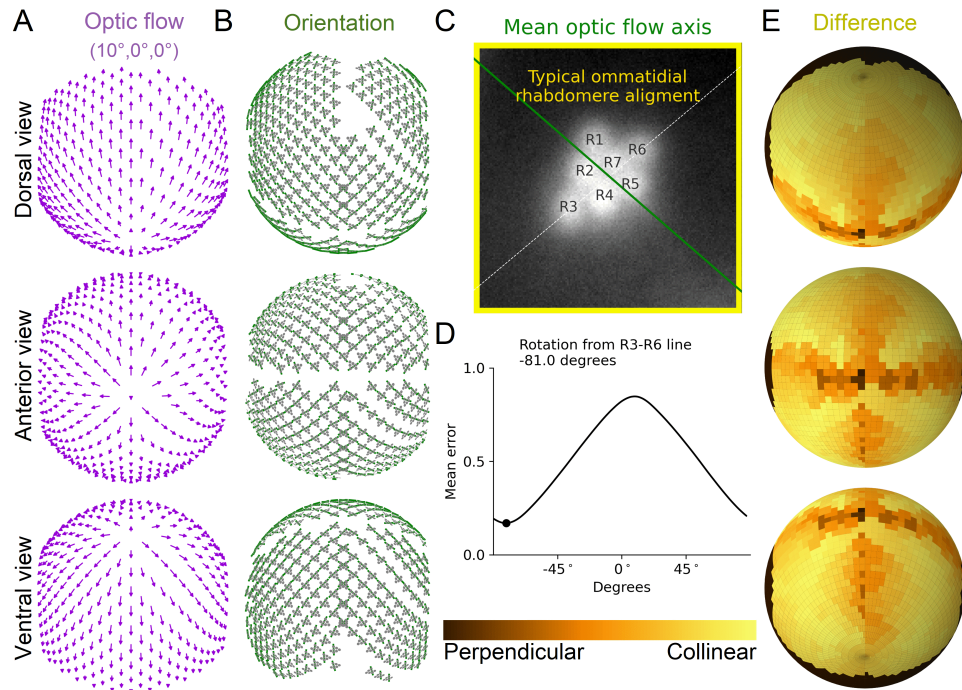 A
Optic flow
(10°,0°,0°)
B
Orientation
C
Mean optic flow axis
E
Difference
Dorsal view
Anterior view
Ventral view
Typical ommatidial
rhabdomere aligment
R1
R6
R7
R2
R5
R4
R3
D
Rotation from R3-R6 line
-81.0 degrees
1.0
0.5
0.0
Mean error
-45°
0°
45°
Degrees
Perpendicular
Collinear